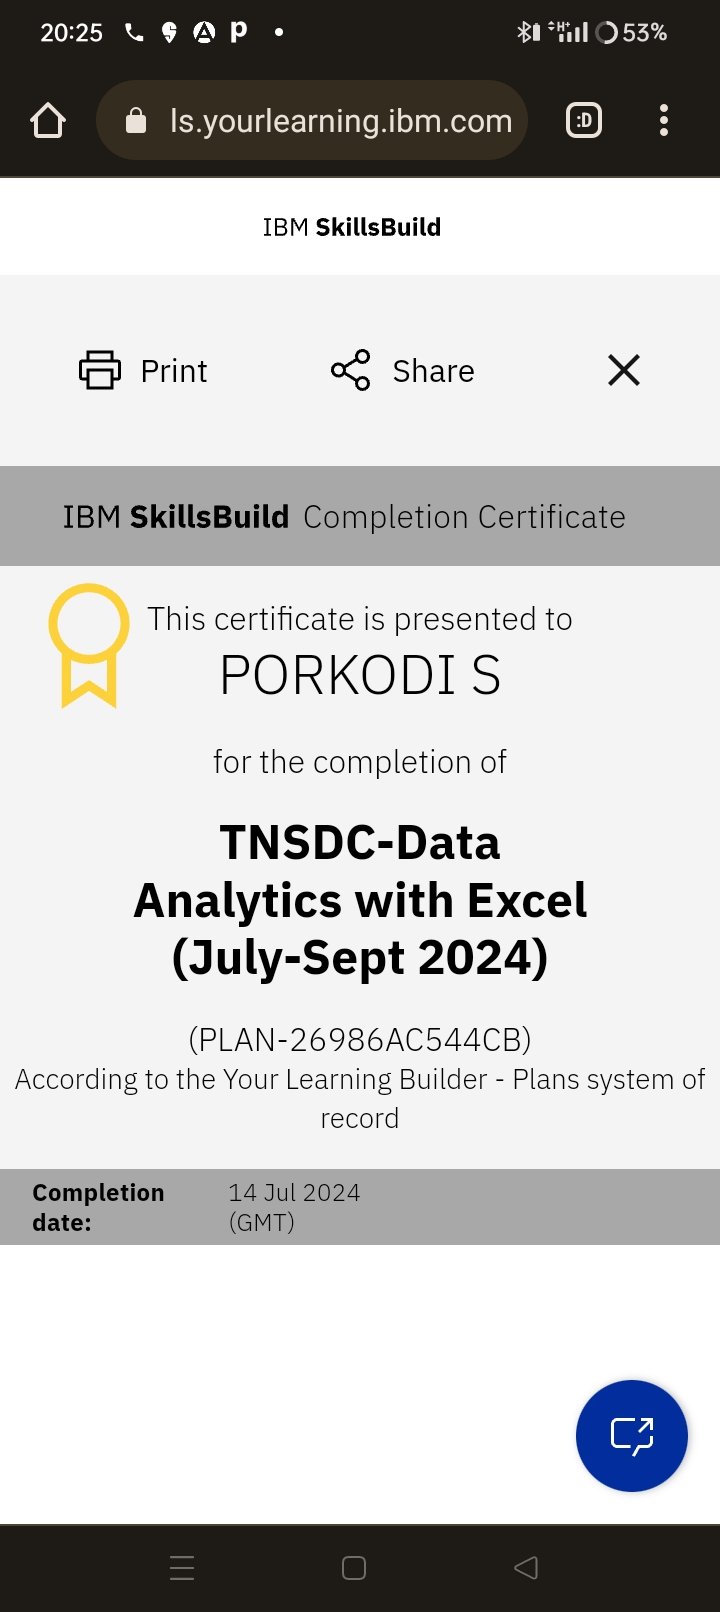 20:25 53%
ls.yourlearning.ibm.com :D
IBM SkillsBuild
Print Share
IBM SkillsBuild Completion Certificate
This certificate is presented to
PORKODI S
for the completion of
TNSDC-Data
Analytics with Excel
(July-Sept 2024)
(PLAN-26986AC544CB)
According to the Your Learning Builder - Plans system of
record
Completion 14 Jul 2024
date: (GMT)